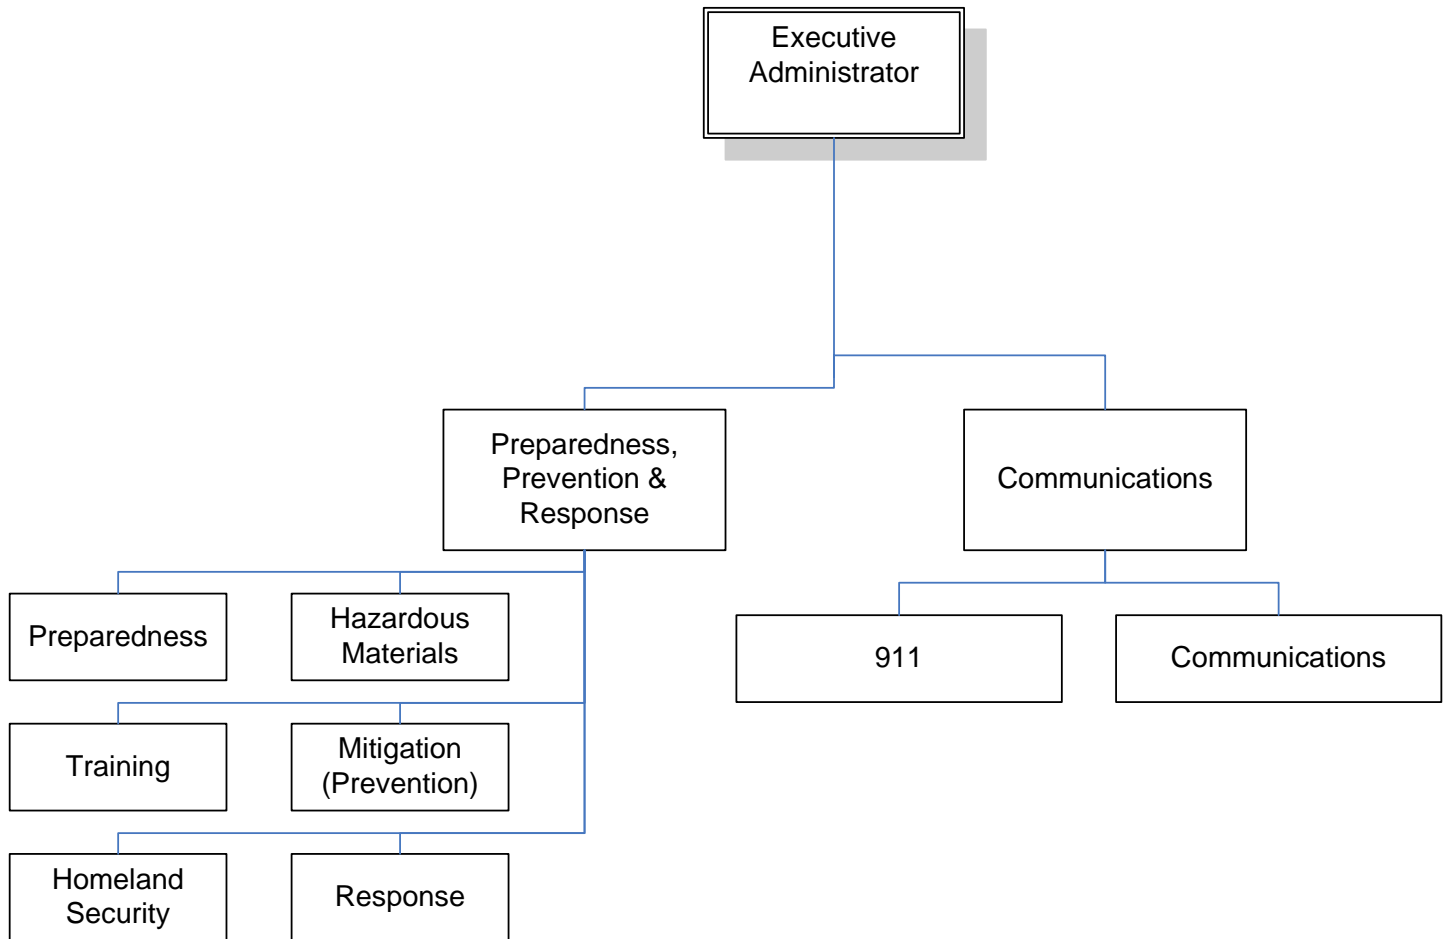 Executive
Administrator
Preparedness,
Prevention &
Response
Communications
Preparedness
Hazardous
Materials
911
Communications
Training
Mitigation
(Prevention)
Homeland
Security
Response